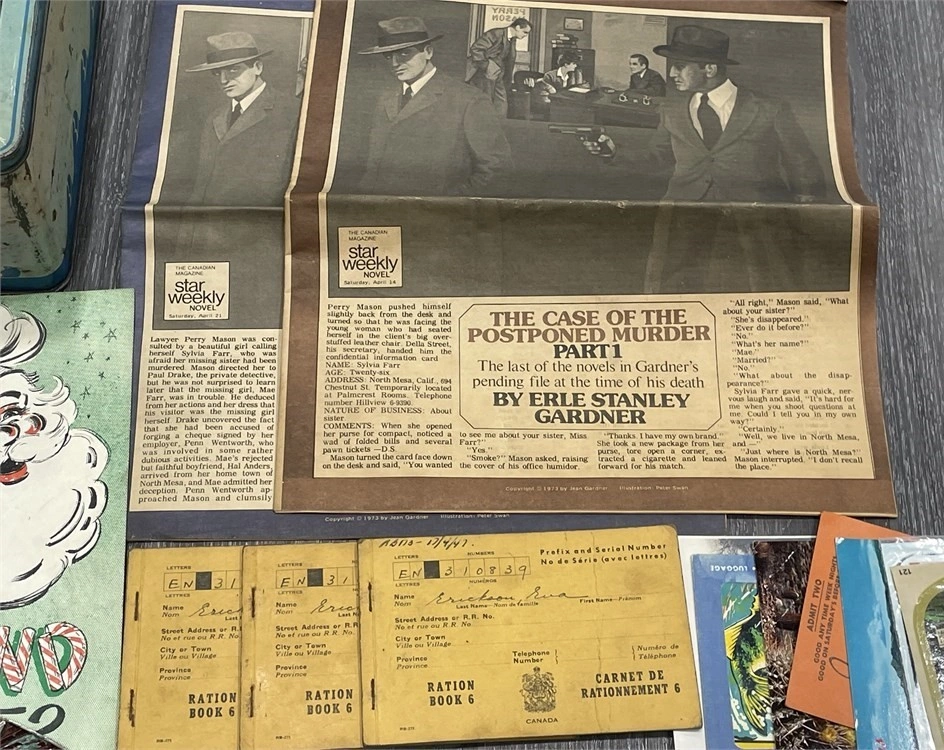 PERRY
MASON
THE CANADIAN
MAGAZINE
star
weekly
NOVEL
Saturday, April 21
Lawyer Perry Mason was con-
sulted by a beautiful girl calling
herself Sylvia Farr, who was
afraid her missing sister had been
murdered. Mason directed her to
Paul Drake, the private detective,
but he was not surprised to learn
later that the missing girl, Mae
Farr, was in trouble. He deduced
from her actions and her dress that
his visitor was the missing girl
herself. Drake uncovered the fact
that she had been accused of
forging a cheque signed by her
employer, Penn Wentworth, who
was involved in some rather
dubious activities. Mae's rejected
but faithful boyfriend, Hal Anders,
arrived from her home town of
North Mesa, and Mae admitted her
deception. Penn Wentworth ap-
proached Mason and clumsily
Copyright © 1973 by Jean Gardner Illustration: Peter Swan
THE CANADIAN
MAGAZINE
star
weekly
NOVEL
Saturday, April 14
Perry Mason pushed himself
slightly back from the desk and
turned so that he was facing the
young woman who had seated
herself in the client's big over-
stuffed leather chair. Della Street,
his secretary, handed him the
confidential information card
NAME: Sylvia Farr
AGE: Twenty-six
ADDRESS: North Mesa, Calif., 694
Chestnut St. Temporarily located
at Palmcrest Rooms. Telephone
number Hillview 6-9390.
NATURE OF BUSINESS: About
sister
COMMENTS: When she opened
her purse for compact, noticed a
wad of folded bills and several
pawn tickets —D.S.
Mason turned the card face down
on the desk and said, "You wanted
THE CASE OF THE
POSTPONED MURDER
PART 1
The last of the novels in Gardner's
pending file at the time of his death
BY ERLE STANLEY
GARDNER
to see me about your sister, Miss
Farr?"
"Yes."
"Smoke?" Mason asked, raising
the cover of his office humidor.
"Thanks. I have my own brand."
She took a new package from her
purse, tore open a corner, ex-
tracted a cigarette and leaned
forward for his match.
"All right," Mason said, "What
about your sister?"
"She's disappeared."
"Ever do it before?"
"No."
"What's her name?"
"Mae."
"Married?"
"No."
"What about the disap-
pearance?"
Sylvia Farr gave a quick, ner-
vous laugh and said, "It's hard for
me when you shoot questions at
me. Could I tell you in my own
way?"
"Certainly."
"Well, we live in North Mesa,
and—"
"Just where is North Mesa?"
Mason interrupted. "I don't recall
the place."
Copyright © 1973 by Jean Gardner Illustration: Peter Swan
LETTERS
EN 31
LETTRES
Name
Nom
Street Address or R.R.
No et rue ou R.R. No.
City or Town
Ville ou Village
Province
Province
RATION
BOOK 6
LETTERS
EN 31
LETTRES
Name
Nom
Street Address or R.R.
No et rue ou R.R. No.
City or Town
Ville ou Village
Province
Province
RATION
BOOK 6
LETTERS NUMBERS
EN 310839
LETTRES NUMÉROS
Prefix and Serial Number
No de Série (avec lettres)
Name Erickson, Eva
Nom Last Name—Nom de famille First Name—Prénom
Street Address or R.R. No.
No et rue ou R.R. No.
City or Town
Ville ou Village
Province
Province
Telephone
Number
Numéro de
Téléphone
RATION
BOOK 6
CANADA
CARNET DE
RATIONNEMENT 6
LUGGAGE
ADMIT TWO
GOOD ANY TIME WEEK NIGHTS
GOOD ON SATURDAY'S BEFORE
121